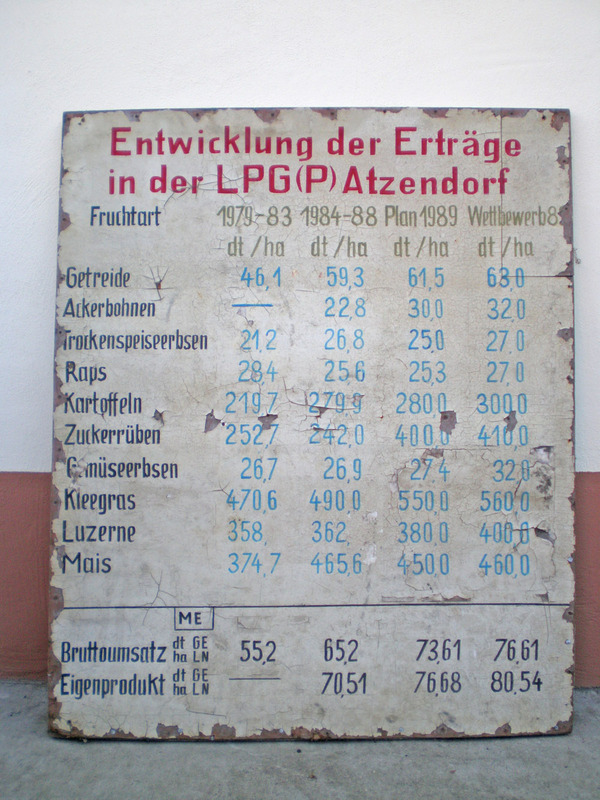 Entwicklung der Erträge
in der LPG(P) Atzendorf
Fruchtart 1979-83 1984-88 Plan 1989 Wettbewerb 8
dt/ha dt/ha dt/ha dt/ha
Getreide 46,1 59,3 61,5 63,0
Ackerbohnen — 22,8 30,0 32,0
Trockenspeiseerbsen 21,2 26,8 25,0 27,0
Raps 28,4 25,6 25,3 27,0
Kartoffeln 219,7 279,9 280,0 300,0
Zuckerrüben 252,7 242,0 400,0 410,0
Gemüseerbsen 26,7 26,9 27,4 32,0
Kleegras 470,6 490,0 550,0 560,0
Luzerne 358, 362, 380,0 400,0
Mais 374,7 465,6 450,0 460,0
ME
Bruttoumsatz dt GE / ha LN 55,2 65,2 73,61 76,61
Eigenprodukt dt GE / ha LN — 70,51 76,68 80,54